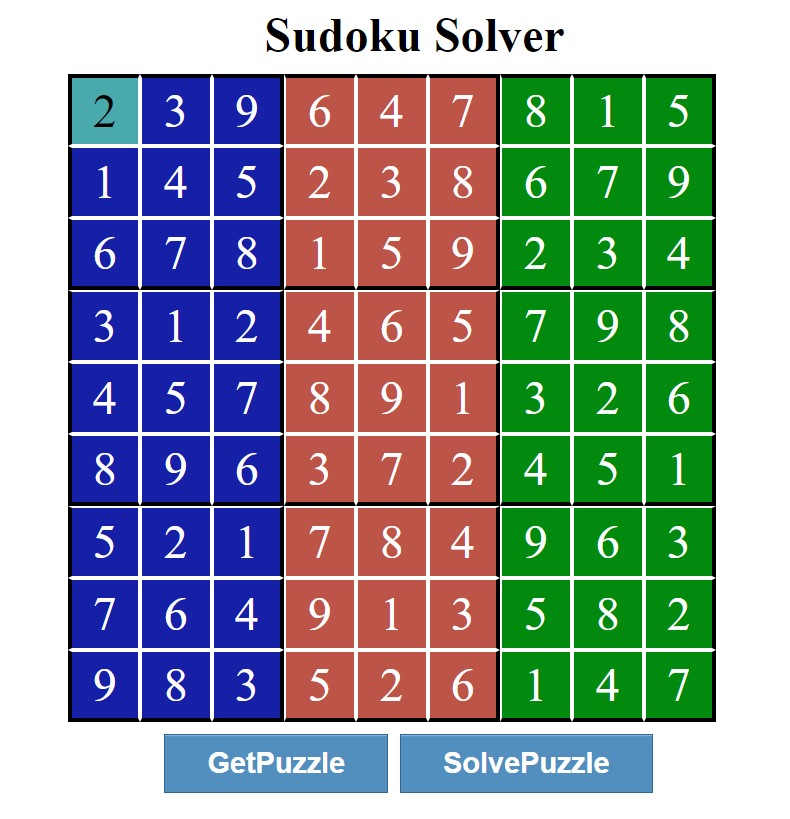 Sudoku Solver
2 3 9 6 4 7 8 1 5
1 4 5 2 3 8 6 7 9
6 7 8 1 5 9 2 3 4
3 1 2 4 6 5 7 9 8
4 5 7 8 9 1 3 2 6
8 9 6 3 7 2 4 5 1
5 2 1 7 8 4 9 6 3
7 6 4 9 1 3 5 8 2
9 8 3 5 2 6 1 4 7
GetPuzzle SolvePuzzle